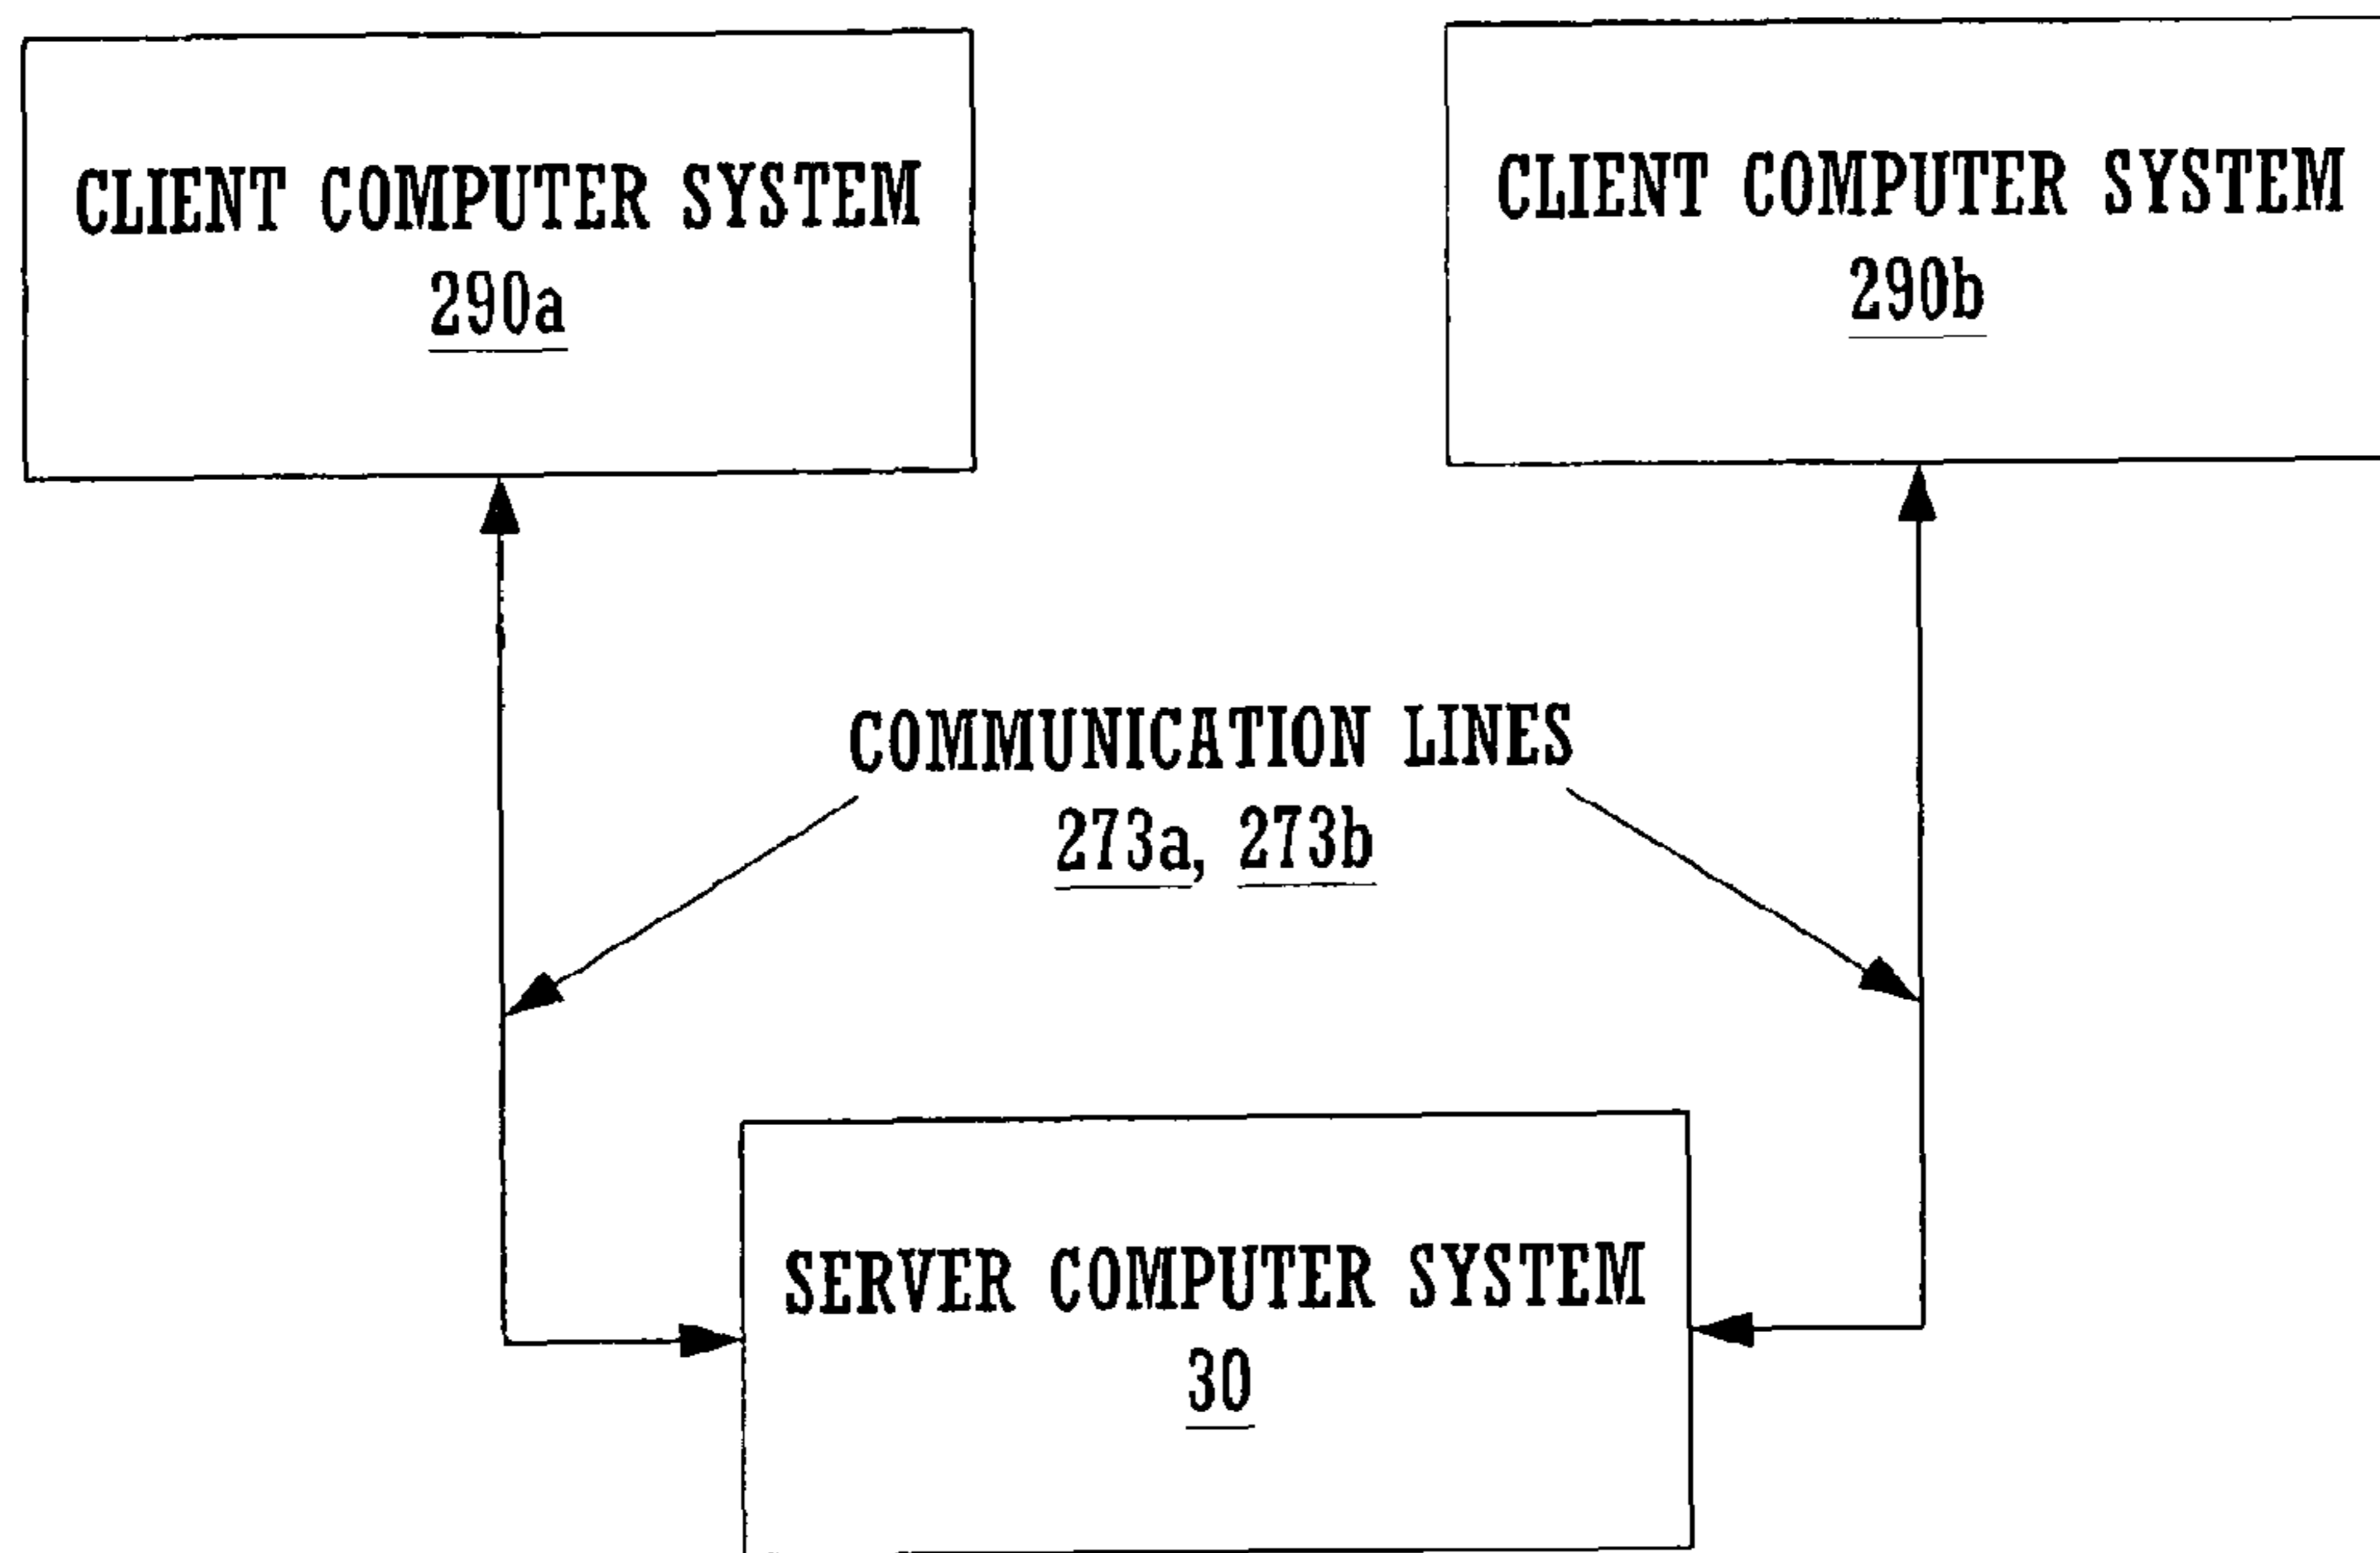 CLIENT COMPUTER SYSTEM
290a
CLIENT COMPUTER SYSTEM
290b
COMMUNICATION LINES
273a, 273b
SERVER COMPUTER SYSTEM
30